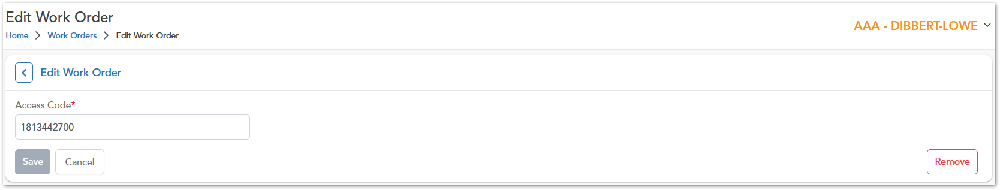 Edit Work Order
Home > Work Orders > Edit Work Order
AAA - DIBBERT-LOWE
Edit Work Order
Access Code*
1813442700
Save Cancel Remove